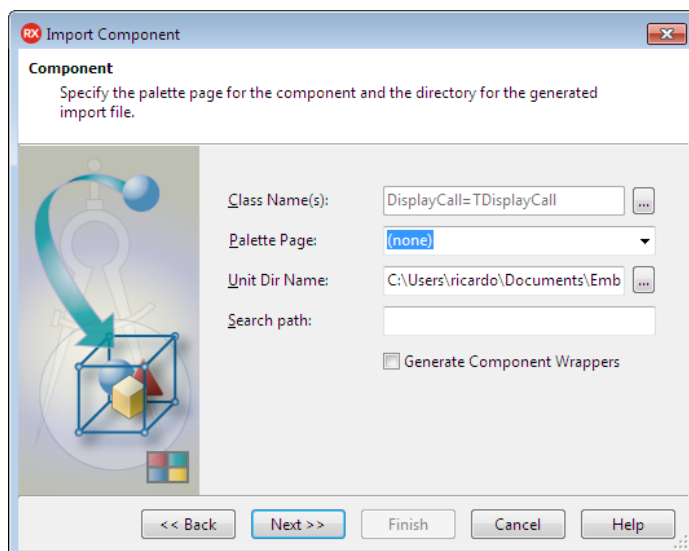 RX Import Component
Component
Specify the palette page for the component and the directory for the generated
import file.
Class Name(s):
DisplayCall=TDisplayCall
...
Palette Page:
(none)
Unit Dir Name:
C:\Users\ricardo\Documents\Emb
...
Search path:
Generate Component Wrappers
<< Back
Next >>
Finish
Cancel
Help